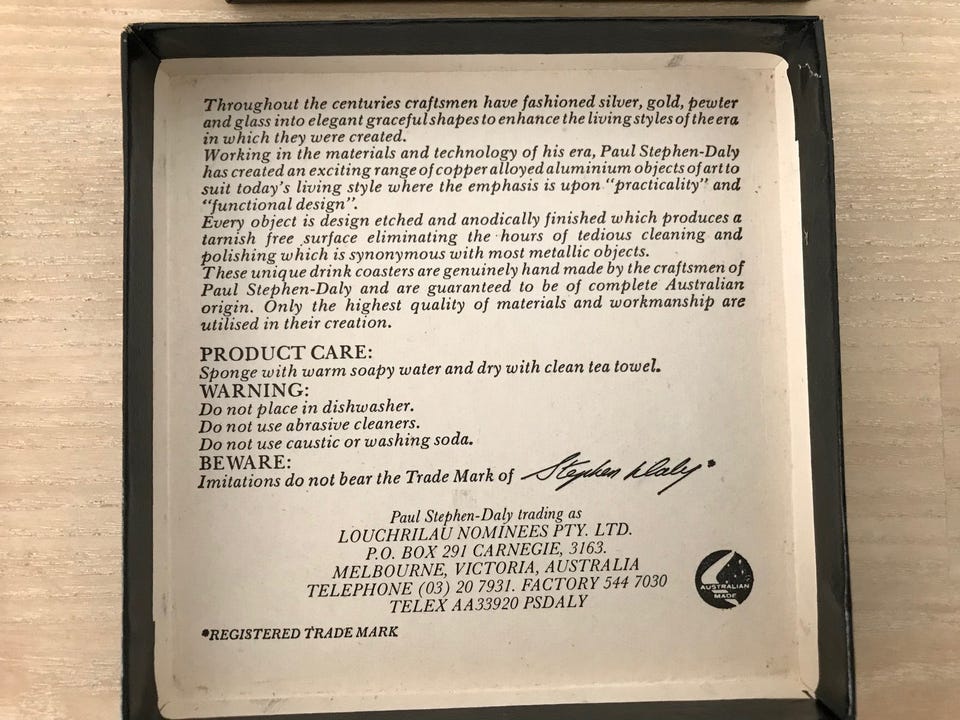 Throughout the centuries craftsmen have fashioned silver, gold, pewter
and glass into elegant graceful shapes to enhance the living styles of the era
in which they were created.
Working in the materials and technology of his era, Paul Stephen-Daly
has created an exciting range of copper alloyed aluminium objects of art to
suit today's living style where the emphasis is upon "practicality" and
"functional design".
Every object is design etched and anodically finished which produces a
tarnish free surface eliminating the hours of tedious cleaning and
polishing which is synonymous with most metallic objects.
These unique drink coasters are genuinely hand made by the craftsmen of
Paul Stephen-Daly and are guaranteed to be of complete Australian
origin. Only the highest quality of materials and workmanship are
utilised in their creation.
PRODUCT CARE:
Sponge with warm soapy water and dry with clean tea towel.
WARNING:
Do not place in dishwasher.
Do not use abrasive cleaners.
Do not use caustic or washing soda.
BEWARE:
Imitations do not bear the Trade Mark of Stephen Daly*
Paul Stephen-Daly trading as
LOUCHRILAU NOMINEES PTY. LTD.
P.O. BOX 291 CARNEGIE, 3163.
MELBOURNE, VICTORIA, AUSTRALIA
TELEPHONE (03) 20 7931. FACTORY 544 7030
TELEX AA33920 PSDALY
AUSTRALIAN
MADE
*REGISTERED TRADE MARK